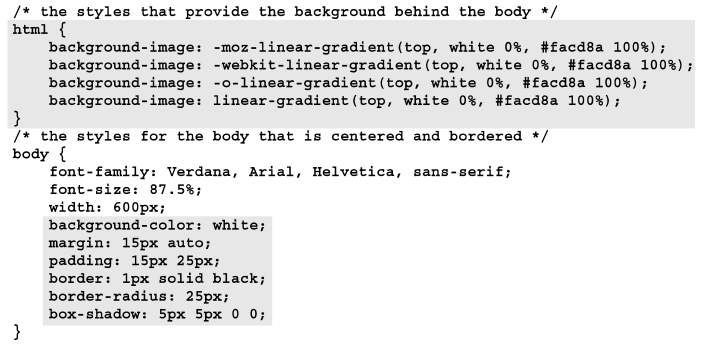 /* the styles that provide the background behind the body */
html {
    background-image: -moz-linear-gradient(top, white 0%, #facd8a 100%);
    background-image: -webkit-linear-gradient(top, white 0%, #facd8a 100%);
    background-image: -o-linear-gradient(top, white 0%, #facd8a 100%);
    background-image: linear-gradient(top, white 0%, #facd8a 100%);
}
/* the styles for the body that is centered and bordered */
body {
    font-family: Verdana, Arial, Helvetica, sans-serif;
    font-size: 87.5%;
    width: 600px;
    background-color: white;
    margin: 15px auto;
    padding: 15px 25px;
    border: 1px solid black;
    border-radius: 25px;
    box-shadow: 5px 5px 0 0;
}